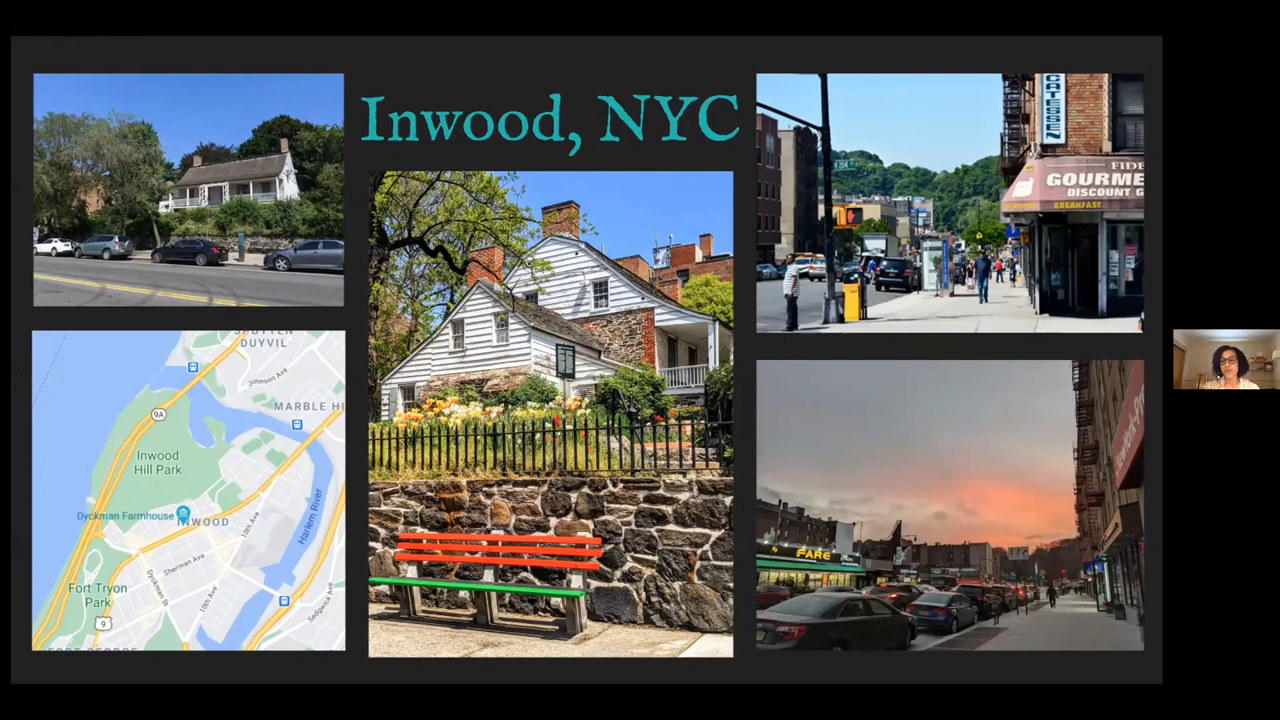 Inwood, NYC
SPUYTEN
DUYVIL
Johnson Ave
9A
MARBLE HI
Inwood
Hill Park
Dyckman Farmhouse
INWOOD
10th Ave
Harlem River
Sherman Ave
Fort Tryon
Park
Dyckman St
10th Ave
Sedgwick Ave
9
FORT GEORGE
CATESSEN
FIDE
GOURME
DISCOUNT G
BREAKFAST
FARE